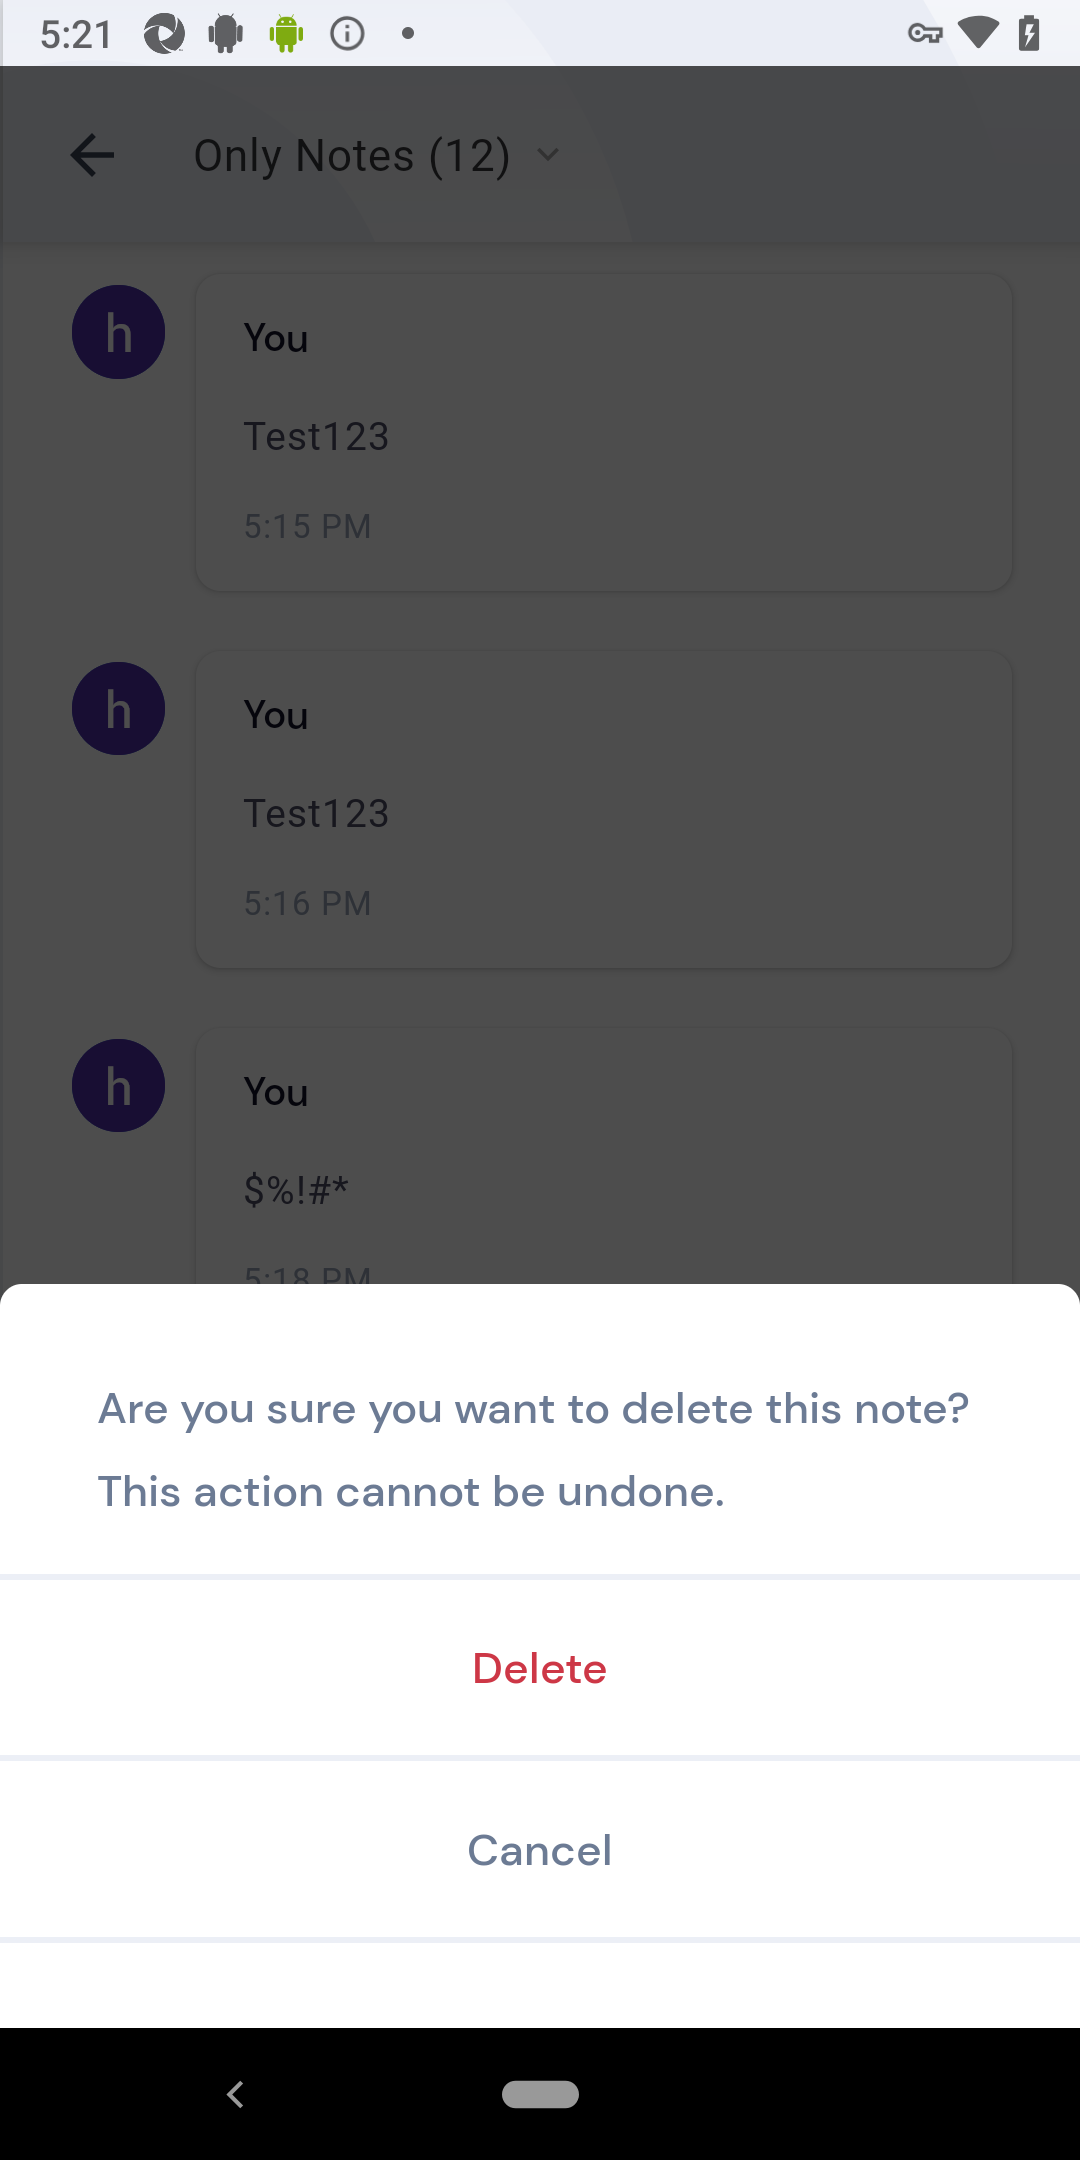 5:21
Only Notes (12)
h
You
Test123
5:15 PM
h
You
Test123
5:16 PM
h
You
$%!#*
5:18 PM
Are you sure you want to delete this note?
This action cannot be undone.
Delete
Cancel